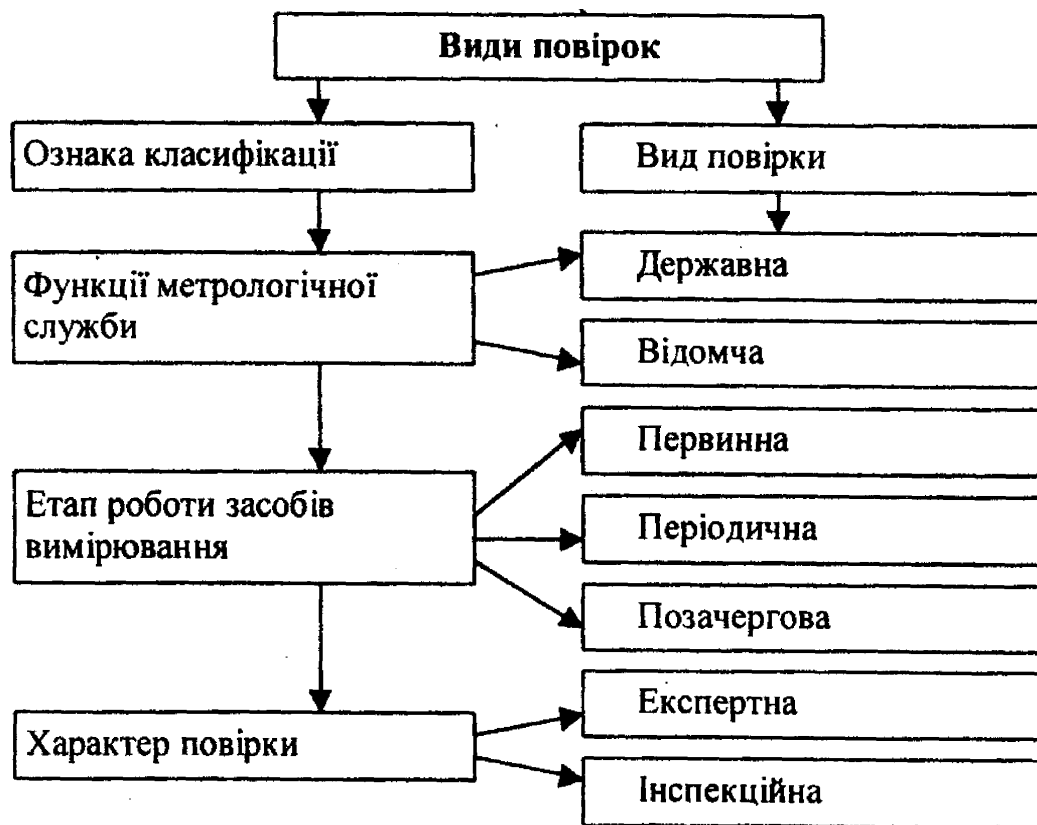 Види повірок
Ознака класифікації
Вид повірки
Функції метрологічної
служби
Державна
Відомча
Етап роботи засобів
вимірювання
Первинна
Періодична
Позачергова
Характер повірки
Експертна
Інспекційна